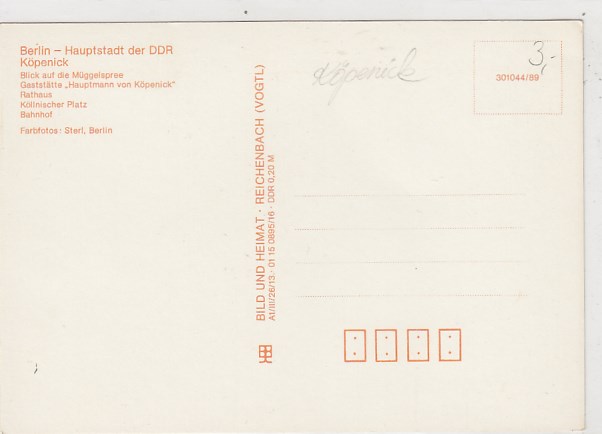 Berlin – Hauptstadt der DDR
Köpenick
Blick auf die Müggelspree
Gaststätte „Hauptmann von Köpenick"
Rathaus
Köllnischer Platz
Bahnhof
Farbfotos: Sterl, Berlin
BILD UND HEIMAT · REICHENBACH (VOGTL)
A1/III/26/13 · 01 15 0895/16 · DDR 0,20 M
Köpenick
3,-
301044/89